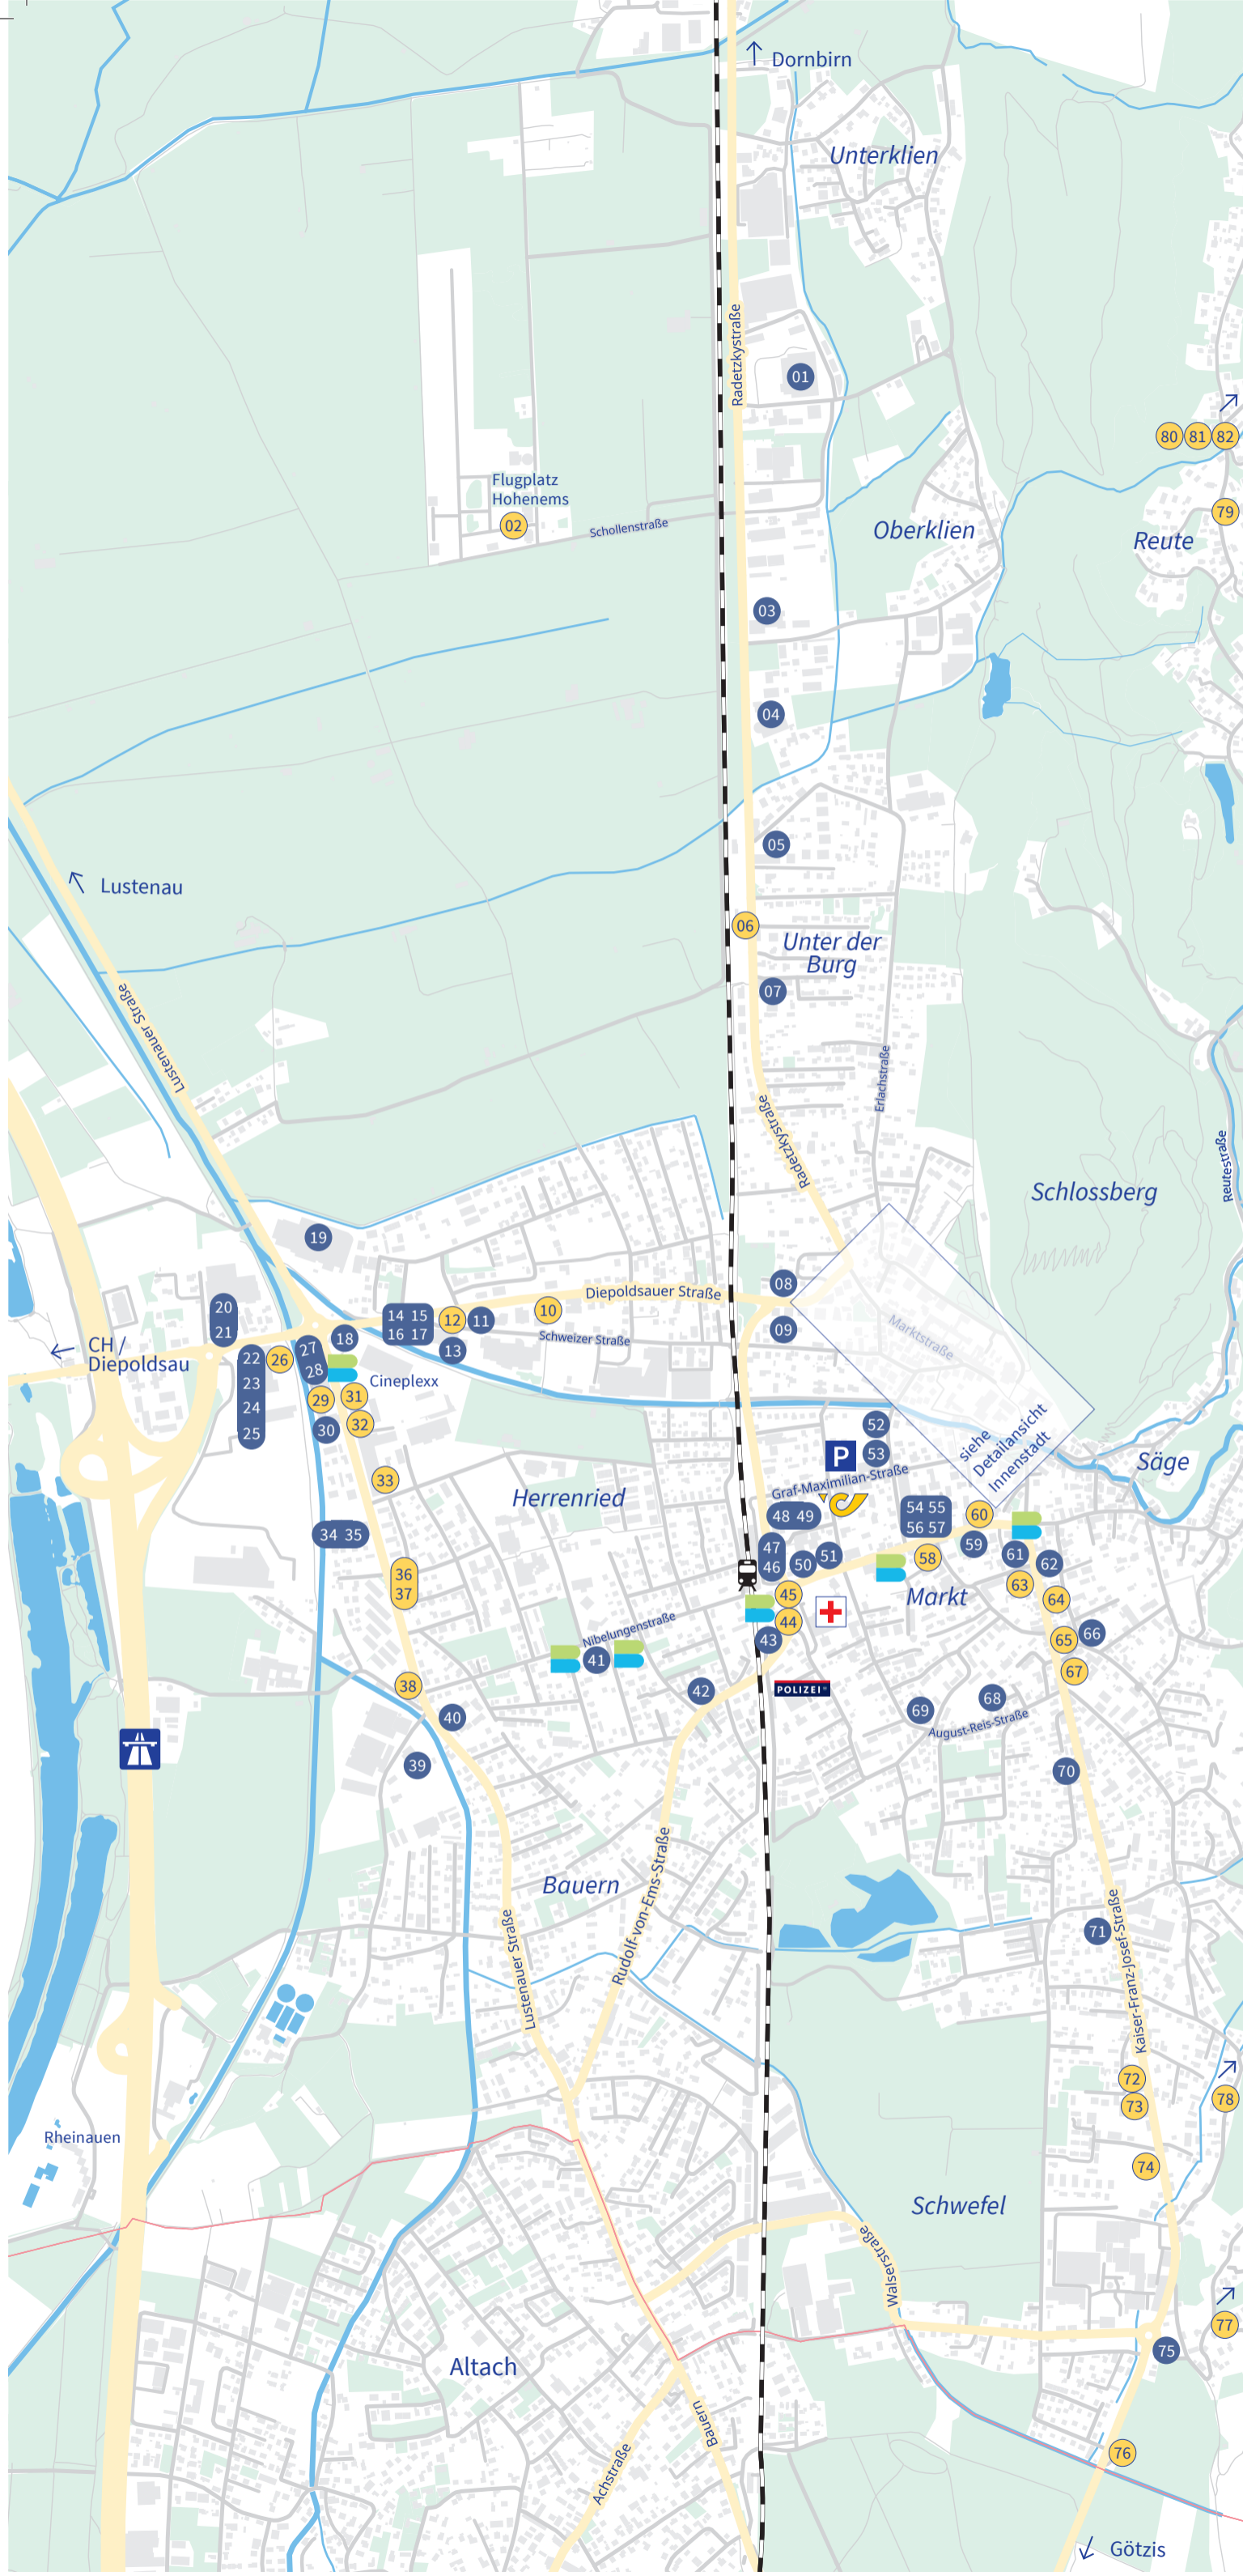 Dornbirn
Unterklien
Radetzkystraße
01
80 81 82
Flugplatz
Hohenems
02
79
Schollenstraße
Oberklien
Reute
03
04
05
Lustenau
06
Unter der
Burg
07
Lustenauer Straße
Erlachstraße
Radetzkystraße
Reutestraße
Schlossberg
19
08
Diepoldsauer Straße
20
21
14 15
16 17
12
11
10
09
Marktstraße
Schweizer Straße
18
13
CH /
Diepoldsau
22
23
24
25
26
27
28
Cineplexx
29
31
30
32
siehe
Detailansicht
Innenstadt
52
53
P
Säge
33
Graf-Maximilian-Straße
Herrenried
48 49
54 55
56 57
60
34 35
59
47
46
50
51
58
61
62
36
37
63
45
64
Markt
44
Nibelungenstraße
43
65
66
41
67
38
42
POLIZEI
68
69
40
August-Reis-Straße
39
70
Bauern
Rudolf-von-Ems-Straße
Lustenauer Straße
71
Kaiser-Franz-Josef-Straße
72
73
78
Rheinauen
74
Schwefel
Walserstraße
77
75
Altach
Bauern
Achstraße
76
Götzis